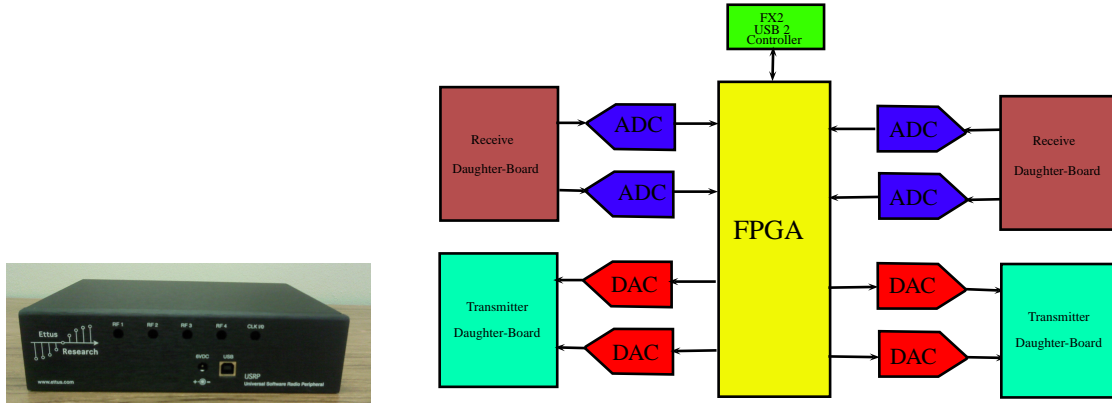 FX2
USB 2
Controller
Receive
Daughter-Board
ADC
ADC
FPGA
ADC
ADC
Receive
Daughter-Board
Transmitter
Daughter-Board
DAC
DAC
DAC
DAC
Transmitter
Daughter-Board
RF 1 RF 2 RF 3 RF 4 CLK I/0
Ettus
Research
6VDC USB
USRP
www.ettus.com
Universal Software Radio Peripheral